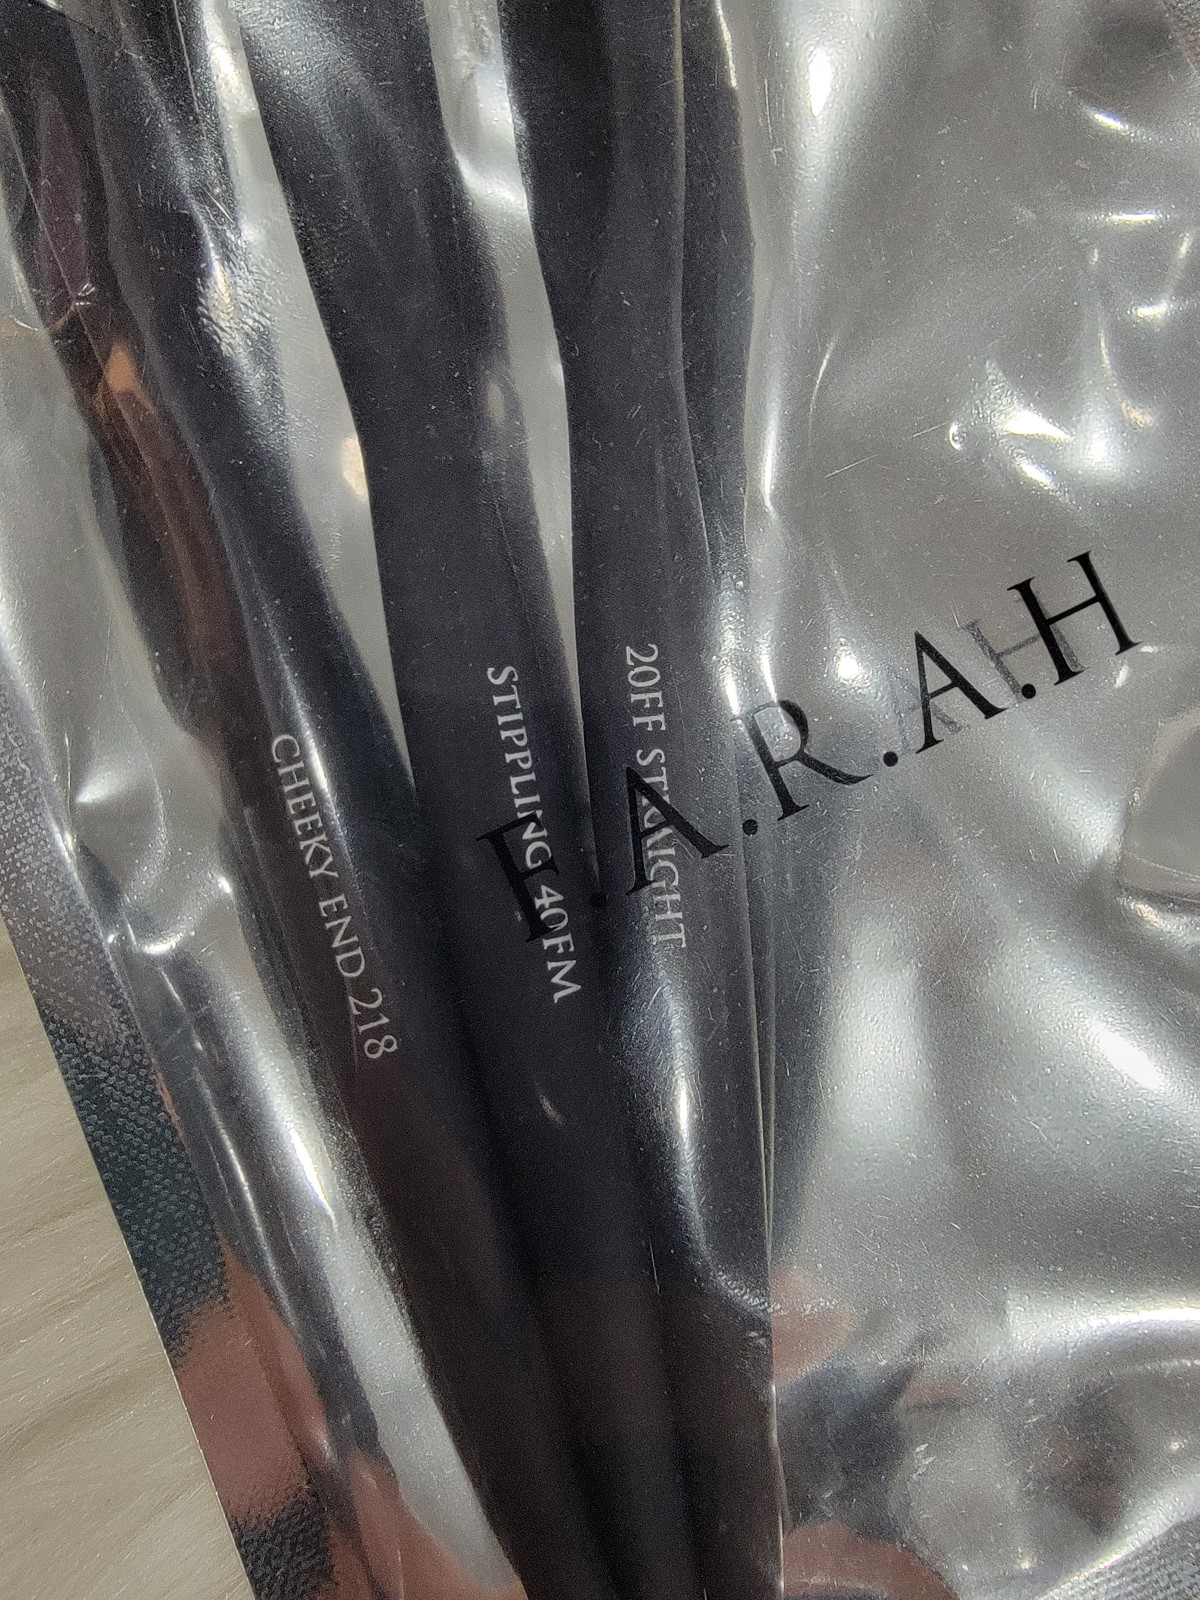 CHEEKY END 218
STIPPLING 40FM
20FF STRAIGHT
F.A.R.A.H